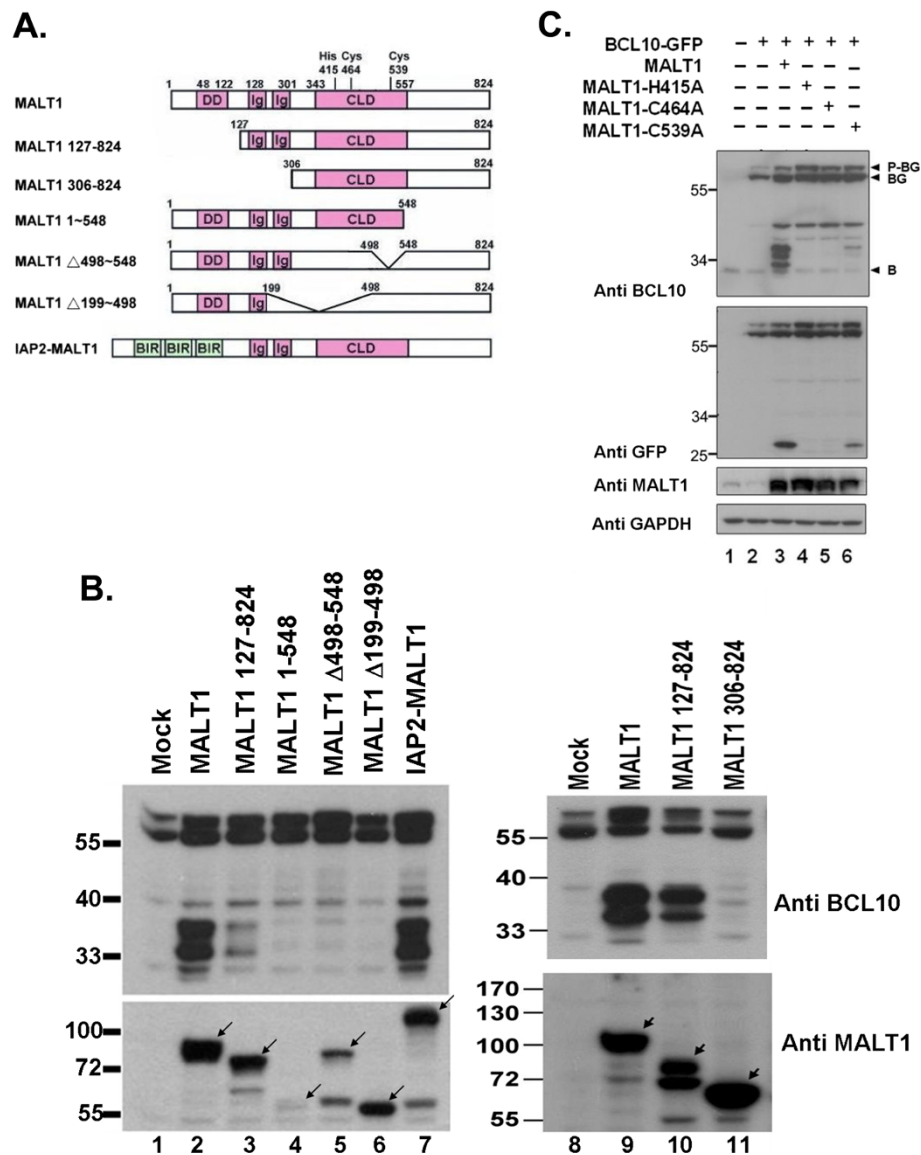 A.
His Cys Cys
415 464 539
1 48 122 128 301 343 557 824
MALT1 DD Ig Ig CLD
127 824
MALT1 127-824 Ig Ig CLD
306 824
MALT1 306-824 CLD
1 548
MALT1 1~548 DD Ig Ig CLD
1 498 548 824
MALT1 △498~548 DD Ig Ig
1 199 498 824
MALT1 △199~498 DD Ig
IAP2-MALT1 BIR BIR BIR Ig Ig CLD
C.
BCL10-GFP − + + + + +
MALT1 − − + − − −
MALT1-H415A − − − + − −
MALT1-C464A − − − − + −
MALT1-C539A − − − − − +
P-BG
BG
55
34
B
Anti BCL10
55
34
25
Anti GFP
Anti MALT1
Anti GAPDH
1 2 3 4 5 6
B.
Mock
MALT1
MALT1 127-824
MALT1 1-548
MALT1 Δ498-548
MALT1 Δ199-498
IAP2-MALT1
55
40
33
100
72
55
1 2 3 4 5 6 7
Mock
MALT1
MALT1 127-824
MALT1 306-824
55
40
33
Anti BCL10
170
130
100
72
55
Anti MALT1
8 9 10 11